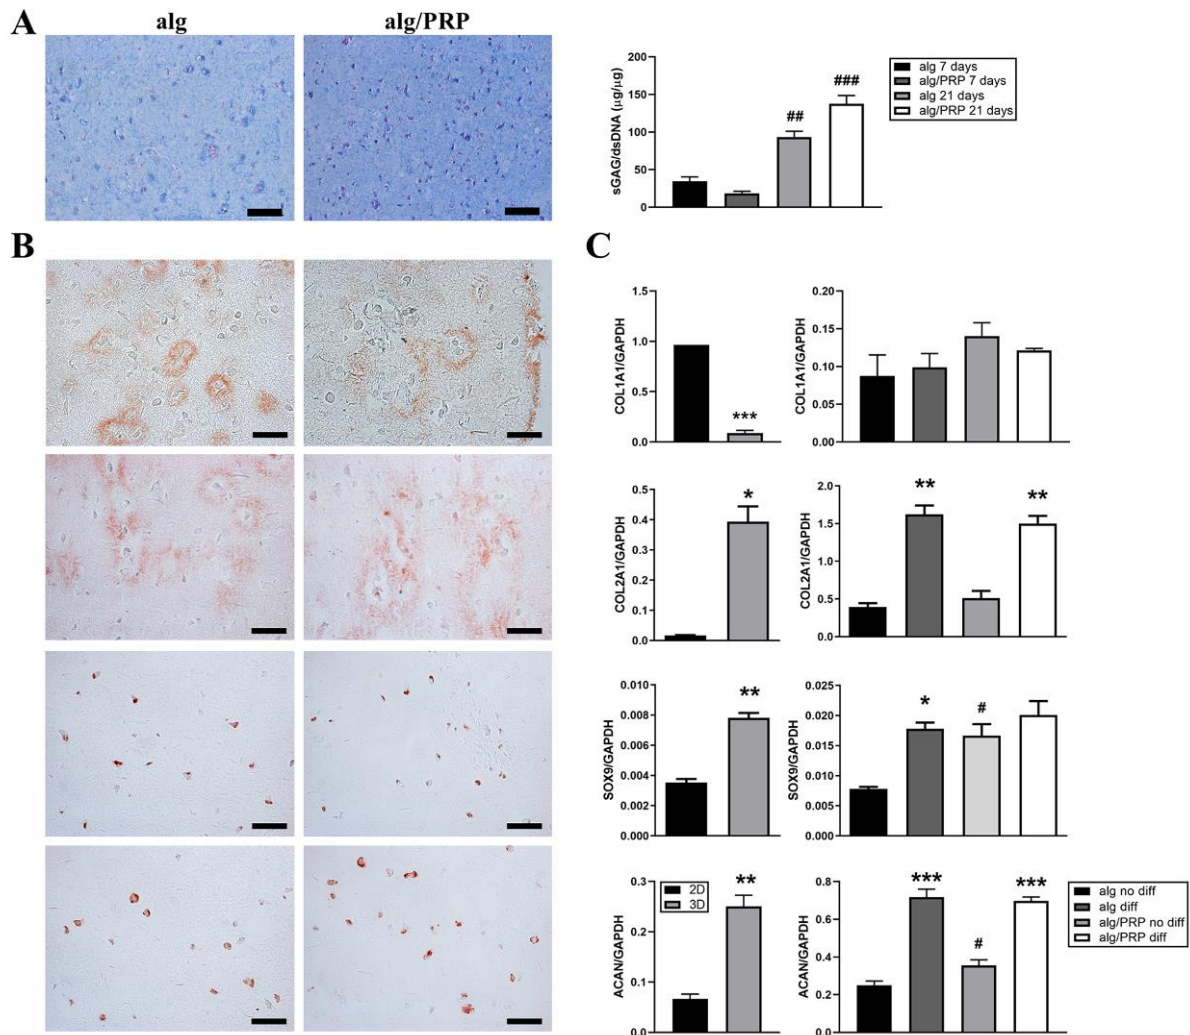 A
alg
alg/PRP
sGAG/dsDNA (μg/μg)
200
150
100
50
0
##
###
alg 7 days
alg/PRP 7 days
alg 21 days
alg/PRP 21 days
B
C
COL1A1/GAPDH
1.5
1.0
0.5
0.0
***
COL1A1/GAPDH
0.20
0.15
0.10
0.05
0.00
COL2A1/GAPDH
0.5
0.4
0.3
0.2
0.1
0.0
*
COL2A1/GAPDH
2.0
1.5
1.0
0.5
0.0
**
**
SOX9/GAPDH
0.010
0.008
0.006
0.004
0.002
0.000
**
SOX9/GAPDH
0.025
0.020
0.015
0.010
0.005
0.000
*
#
ACAN/GAPDH
0.3
0.2
0.1
0.0
2D
3D
**
ACAN/GAPDH
0.8
0.6
0.4
0.2
0.0
***
#
***
alg no diff
alg diff
alg/PRP no diff
alg/PRP diff